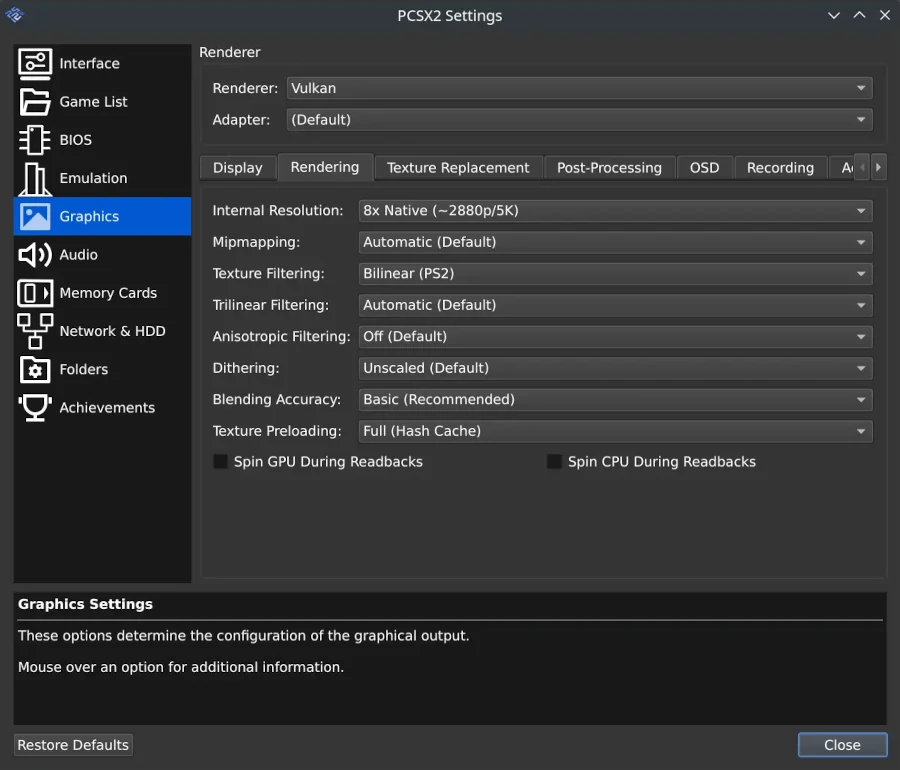 PCSX2 Settings
Interface
Game List
BIOS
Emulation
Graphics
Audio
Memory Cards
Network & HDD
Folders
Achievements
Renderer
Renderer: Vulkan
Adapter: (Default)
Display Rendering Texture Replacement Post-Processing OSD Recording
Internal Resolution: 8x Native (~2880p/5K)
Mipmapping: Automatic (Default)
Texture Filtering: Bilinear (PS2)
Trilinear Filtering: Automatic (Default)
Anisotropic Filtering: Off (Default)
Dithering: Unscaled (Default)
Blending Accuracy: Basic (Recommended)
Texture Preloading: Full (Hash Cache)
Spin GPU During Readbacks Spin CPU During Readbacks
Graphics Settings
These options determine the configuration of the graphical output.
Mouse over an option for additional information.
Restore Defaults Close